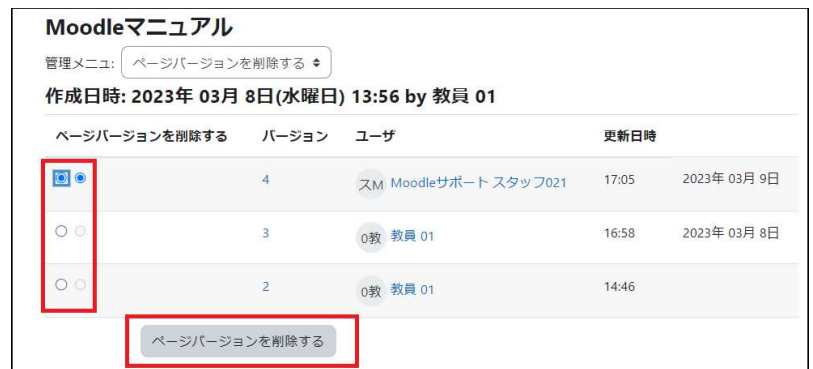 Moodleマニュアル
管理メニュ: ページバージョンを削除する
作成日時: 2023年 03月 8日(水曜日) 13:56 by 教員 01
ページバージョンを削除する バージョン ユーザ 更新日時
4 スM Moodleサポート スタッフ021 17:05 2023年 03月 9日
3 0教 教員 01 16:58 2023年 03月 8日
2 0教 教員 01 14:46
ページバージョンを削除する